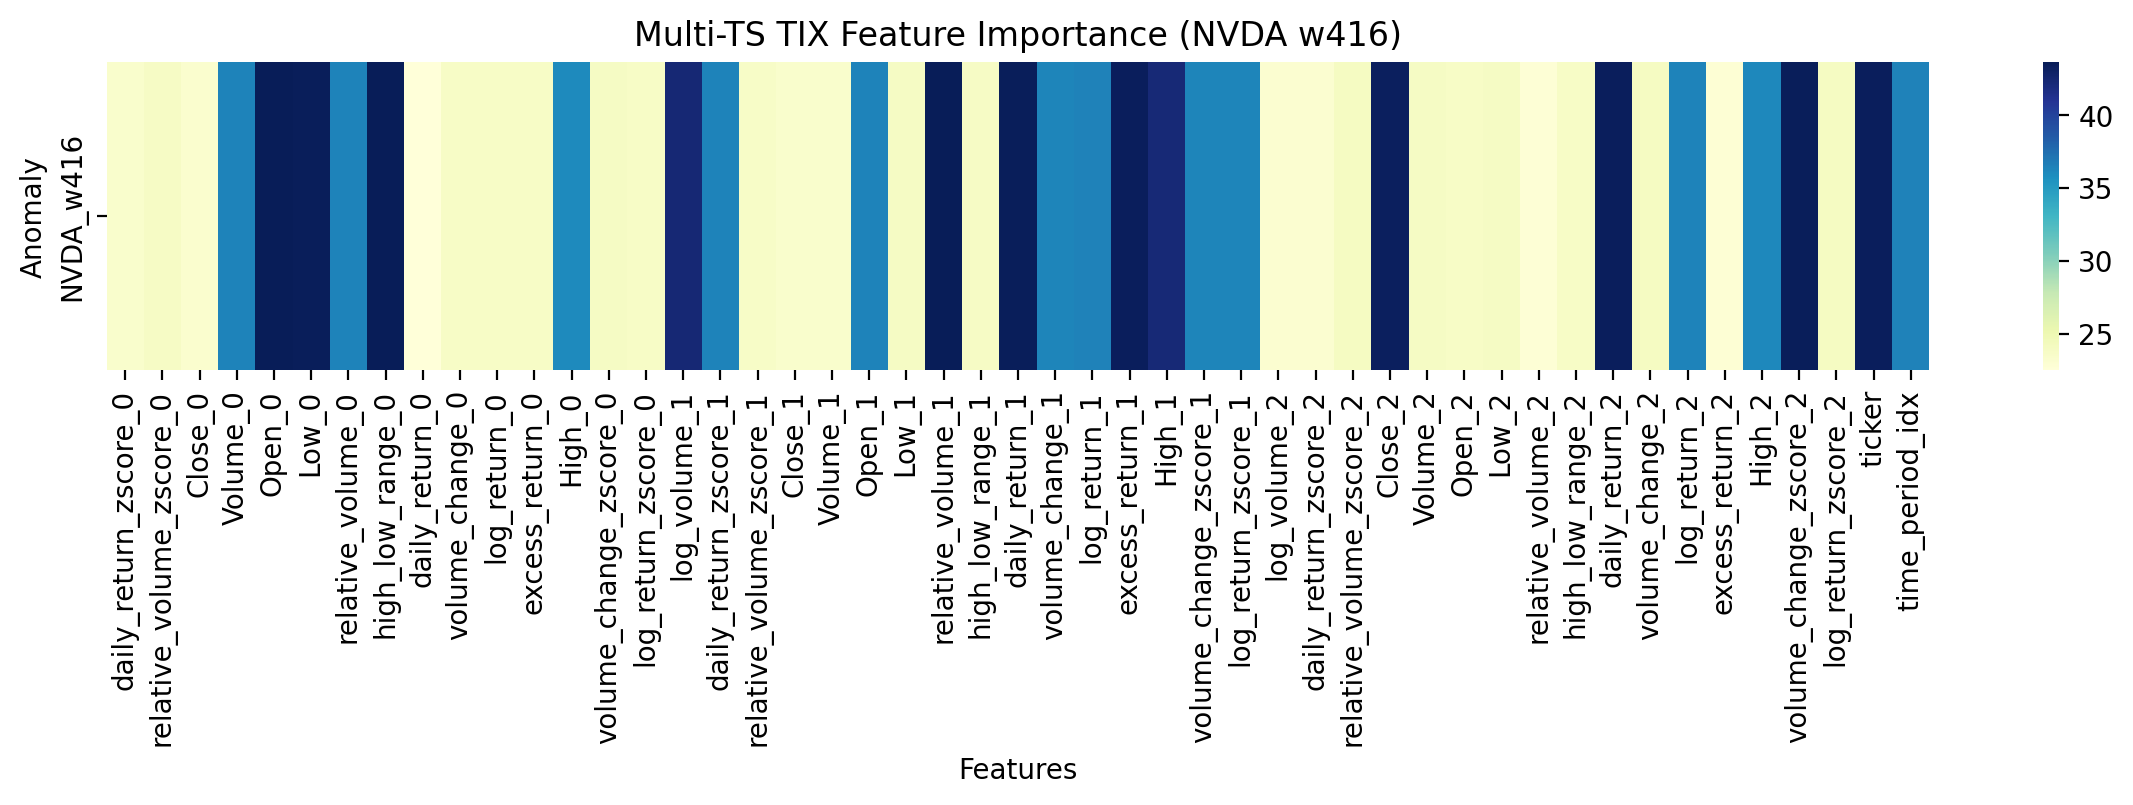 Multi-TS TIX Feature Importance (NVDA w416)
Anomaly
NVDA_w416
40
35
30
25
daily_return_zscore_0
relative_volume_zscore_0
Close_0
Volume_0
Open_0
Low_0
relative_volume_0
high_low_range_0
daily_return_0
volume_change_0
log_return_0
excess_return_0
High_0
volume_change_zscore_0
log_return_zscore_0
log_volume_1
daily_return_zscore_1
relative_volume_zscore_1
Close_1
Volume_1
Open_1
Low_1
relative_volume_1
high_low_range_1
daily_return_1
volume_change_1
log_return_1
excess_return_1
High_1
volume_change_zscore_1
log_return_zscore_1
log_volume_2
daily_return_zscore_2
relative_volume_zscore_2
Close_2
Volume_2
Open_2
Low_2
relative_volume_2
high_low_range_2
daily_return_2
volume_change_2
log_return_2
excess_return_2
High_2
volume_change_zscore_2
log_return_zscore_2
ticker
time_period_idx
Features